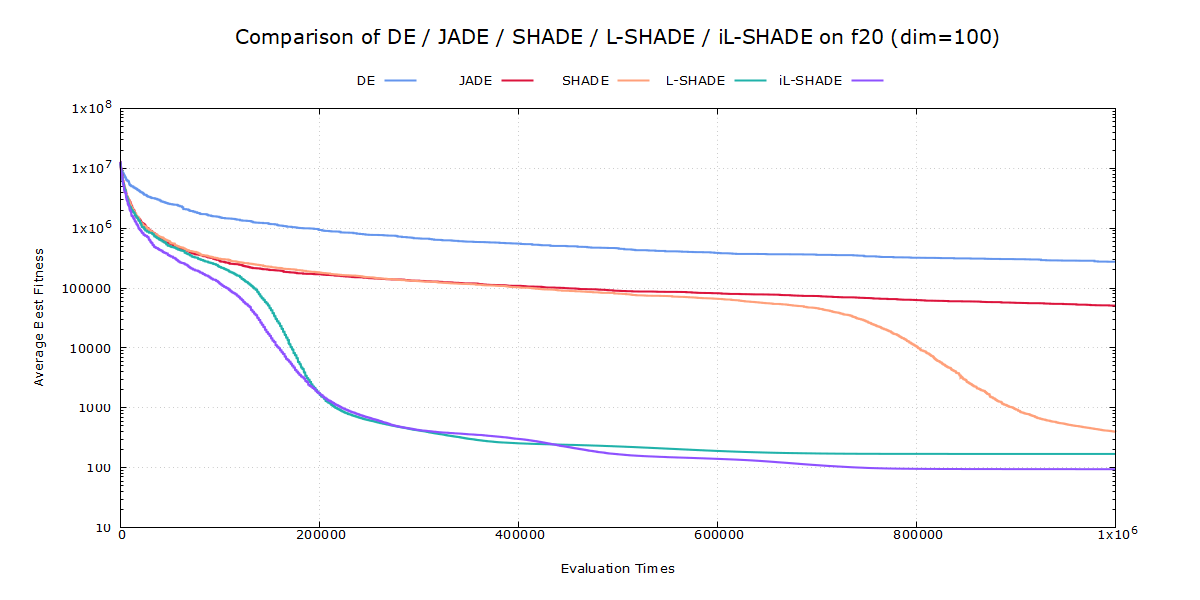 Comparison of DE / JADE / SHADE / L-SHADE / iL-SHADE on f20 (dim=100)
DE JADE SHADE L-SHADE iL-SHADE
1x10^8
1x10^7
1x10^6
100000
10000
1000
100
10
Average Best Fitness
0 200000 400000 600000 800000 1x10^6
Evaluation Times